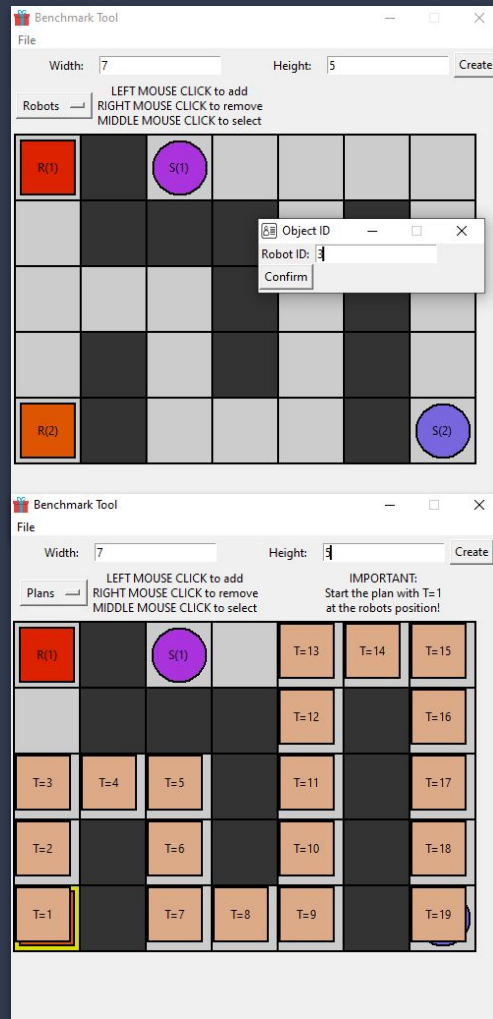 Benchmark Tool
File
Width: 7 Height: 5 Create
Robots
LEFT MOUSE CLICK to add
RIGHT MOUSE CLICK to remove
MIDDLE MOUSE CLICK to select
R(1) S(1)
Object ID
Robot ID: 3
Confirm
R(2) S(2)
Benchmark Tool
File
Width: 7 Height: 5 Create
Plans
LEFT MOUSE CLICK to add
RIGHT MOUSE CLICK to remove
MIDDLE MOUSE CLICK to select
IMPORTANT:
Start the plan with T=1
at the robots position!
R(1) S(1) T=13 T=14 T=15
T=12 T=16
T=3 T=4 T=5 T=11 T=17
T=2 T=6 T=10 T=18
T=1 T=7 T=8 T=9 T=19